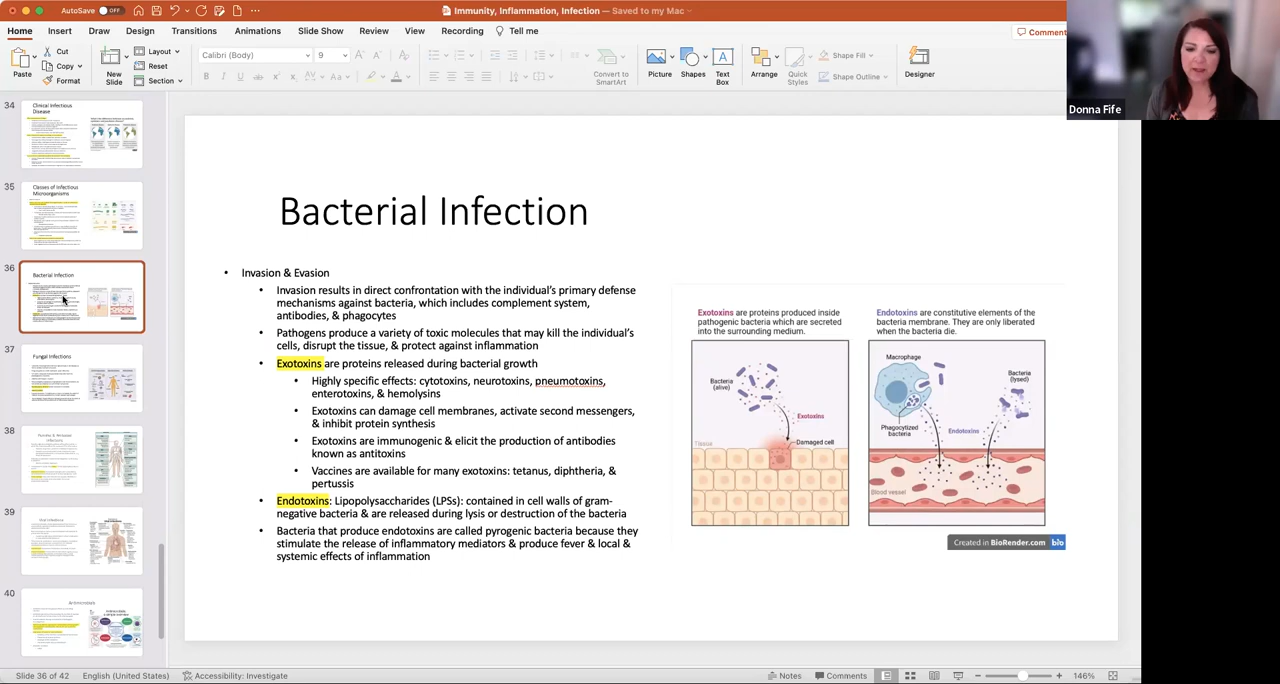 AutoSave OFF
Immunity, Inflammation, Infection — Saved to my Mac
Home Insert Draw Design Transitions Animations Slide Show Review View Recording Tell me
Comment
Paste
Cut
Copy
Format
New
Slide
Layout
Reset
Section
Calibri (Body) 9
Convert to
SmartArt
Picture
Shapes
Text
Box
Arrange
Quick
Styles
Shape Fill
Shape Outline
Designer
Donna Fife
34
Clinical Infectious
Disease
35
Classes of Infectious
Microorganisms
36
Bacterial Infection
37
Fungal Infections
38
39
Viral Infections
40
Bacterial Infection
• Invasion & Evasion
• Invasion results in direct confrontation with the individual's primary defense
mechanisms against bacteria, which includes complement system,
antibodies, & phagocytes
• Pathogens produce a variety of toxic molecules that may kill the individual's
cells, disrupt the tissue, & protect against inflammation
• Exotoxins are proteins released during bacterial growth
• Highly specific effects: cytotoxins, neurotoxins, pneumotoxins,
enterotoxins, & hemolysins
• Exotoxins can damage cell membranes, activate second messengers,
& inhibit protein synthesis
• Exotoxins are immunogenic & elicit the production of antibodies
known as antitoxins
• Vaccines are available for many exotoxins: tetanus, diphtheria, &
pertussis
• Endotoxins: Lipopolysaccharides (LPSs): contained in cell walls of gram-
negative bacteria & are released during lysis or destruction of the bacteria
• Bacteria that produce endotoxins are called pyrogenic bacteria because they
stimulate the release of inflammatory mediators & produce fever & local &
systemic effects of inflammation
Exotoxins are proteins produced inside
pathogenic bacteria which are secreted
into the surrounding medium.
Bacteria
(alive)
Exotoxins
Tissue
Damaged cell
Endotoxins are constitutive elements of the
bacteria membrane. They are only liberated
when the bacteria die.
Macrophage
Bacteria
(lysed)
Phagocytized
bacteria
Endotoxins
Blood vessel
Created in BioRender.com bio
Slide 36 of 42 English (United States) Accessibility: Investigate
Notes Comments 146%